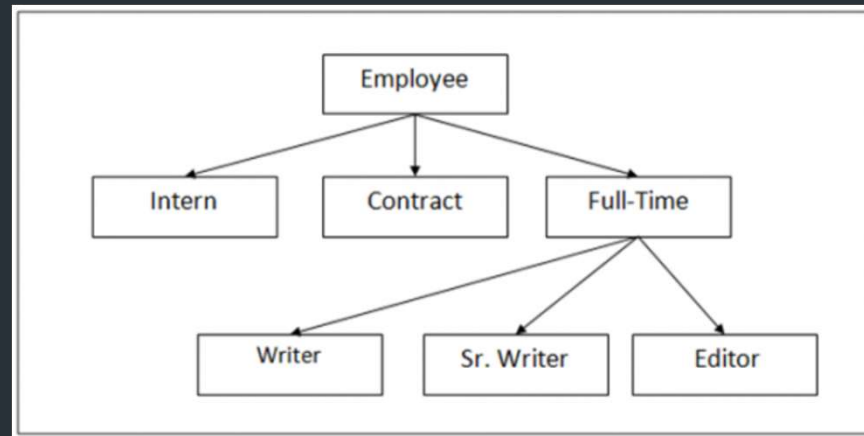 Employee
Intern
Contract
Full-Time
Writer
Sr. Writer
Editor